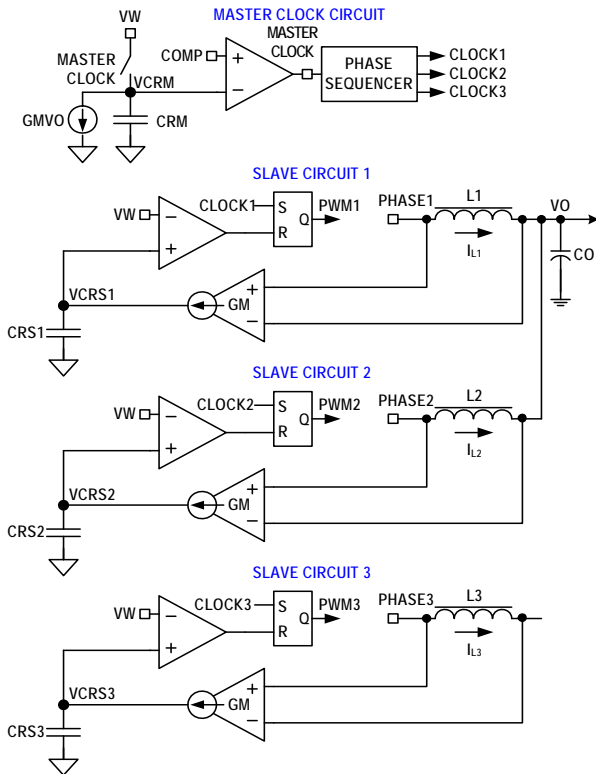 MASTER CLOCK CIRCUIT
VW
MASTER
CLOCK
MASTER
CLOCK
COMP
VCRM
+
−
PHASE
SEQUENCER
CLOCK1
CLOCK2
CLOCK3
GMVO
CRM
SLAVE CIRCUIT 1
CLOCK1
S
R
Q
PWM1
PHASE1
L1
VO
VW
−
+
IL1
CO
VCRS1
GM
+
−
CRS1
SLAVE CIRCUIT 2
CLOCK2
S
R
Q
PWM2
PHASE2
L2
VW
−
+
IL2
VCRS2
GM
+
−
CRS2
SLAVE CIRCUIT 3
CLOCK3
S
R
Q
PWM3
PHASE3
L3
VW
−
+
IL3
VCRS3
GM
+
−
CRS3